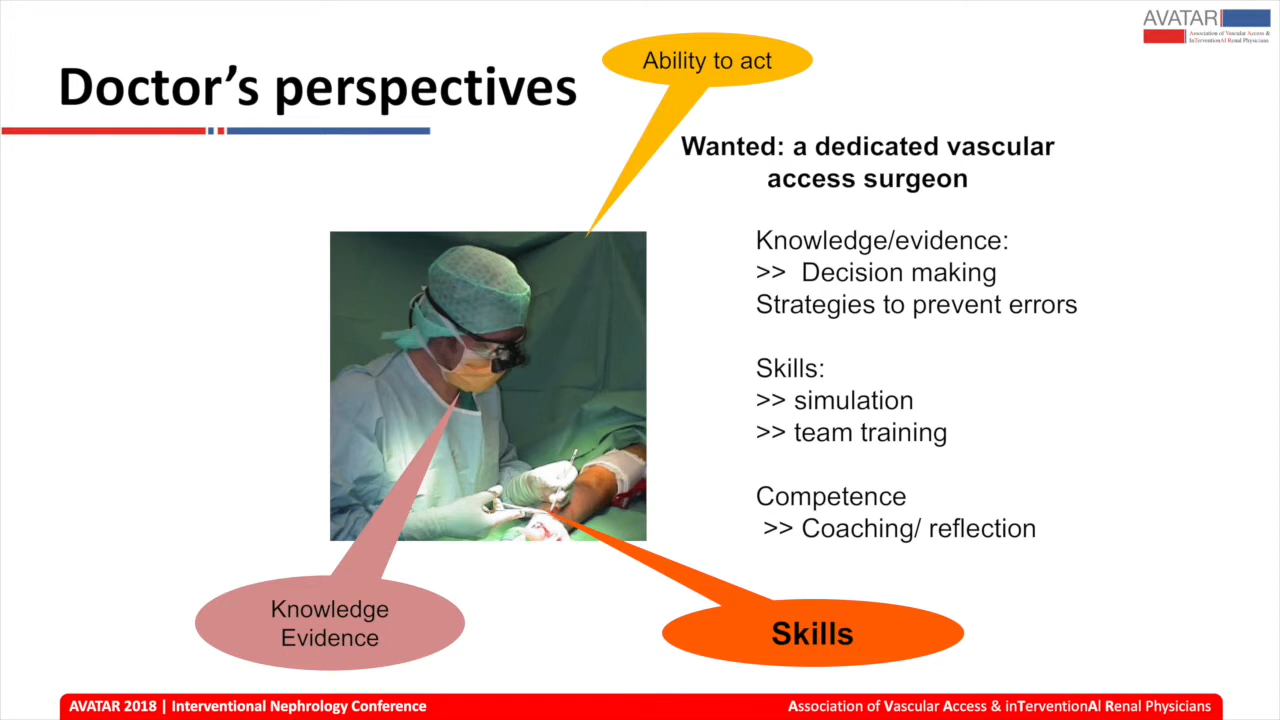 AVATAR
Association of Vascular Access &
InTerventionAl Renal Physicians
Ability to act
Doctor’s perspectives
Wanted: a dedicated vascular
access surgeon
Knowledge/evidence:
>> Decision making
Strategies to prevent errors
Skills:
>> simulation
>> team training
Competence
>> Coaching/ reflection
Knowledge
Evidence
Skills
AVATAR 2018 | Interventional Nephrology Conference
Association of Vascular Access & inTerventionAl Renal Physicians